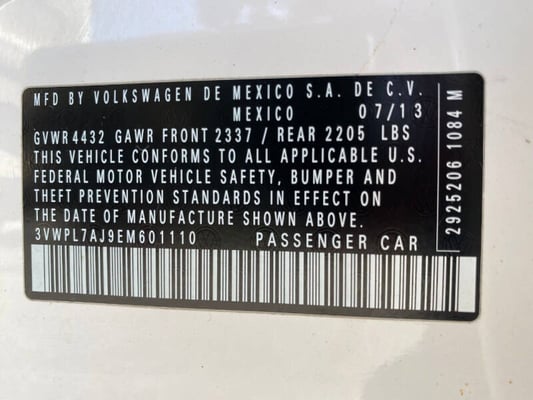 MFD BY VOLKSWAGEN DE MEXICO S.A. DE C.V.
MEXICO 07/13
GVWR 4432 GAWR FRONT 2337 / REAR 2205 LBS
THIS VEHICLE CONFORMS TO ALL APPLICABLE U.S.
FEDERAL MOTOR VEHICLE SAFETY, BUMPER AND
THEFT PREVENTION STANDARDS IN EFFECT ON
THE DATE OF MANUFACTURE SHOWN ABOVE.
3VWPL7AJ9EM601110 PASSENGER CAR
2925206 1084 M